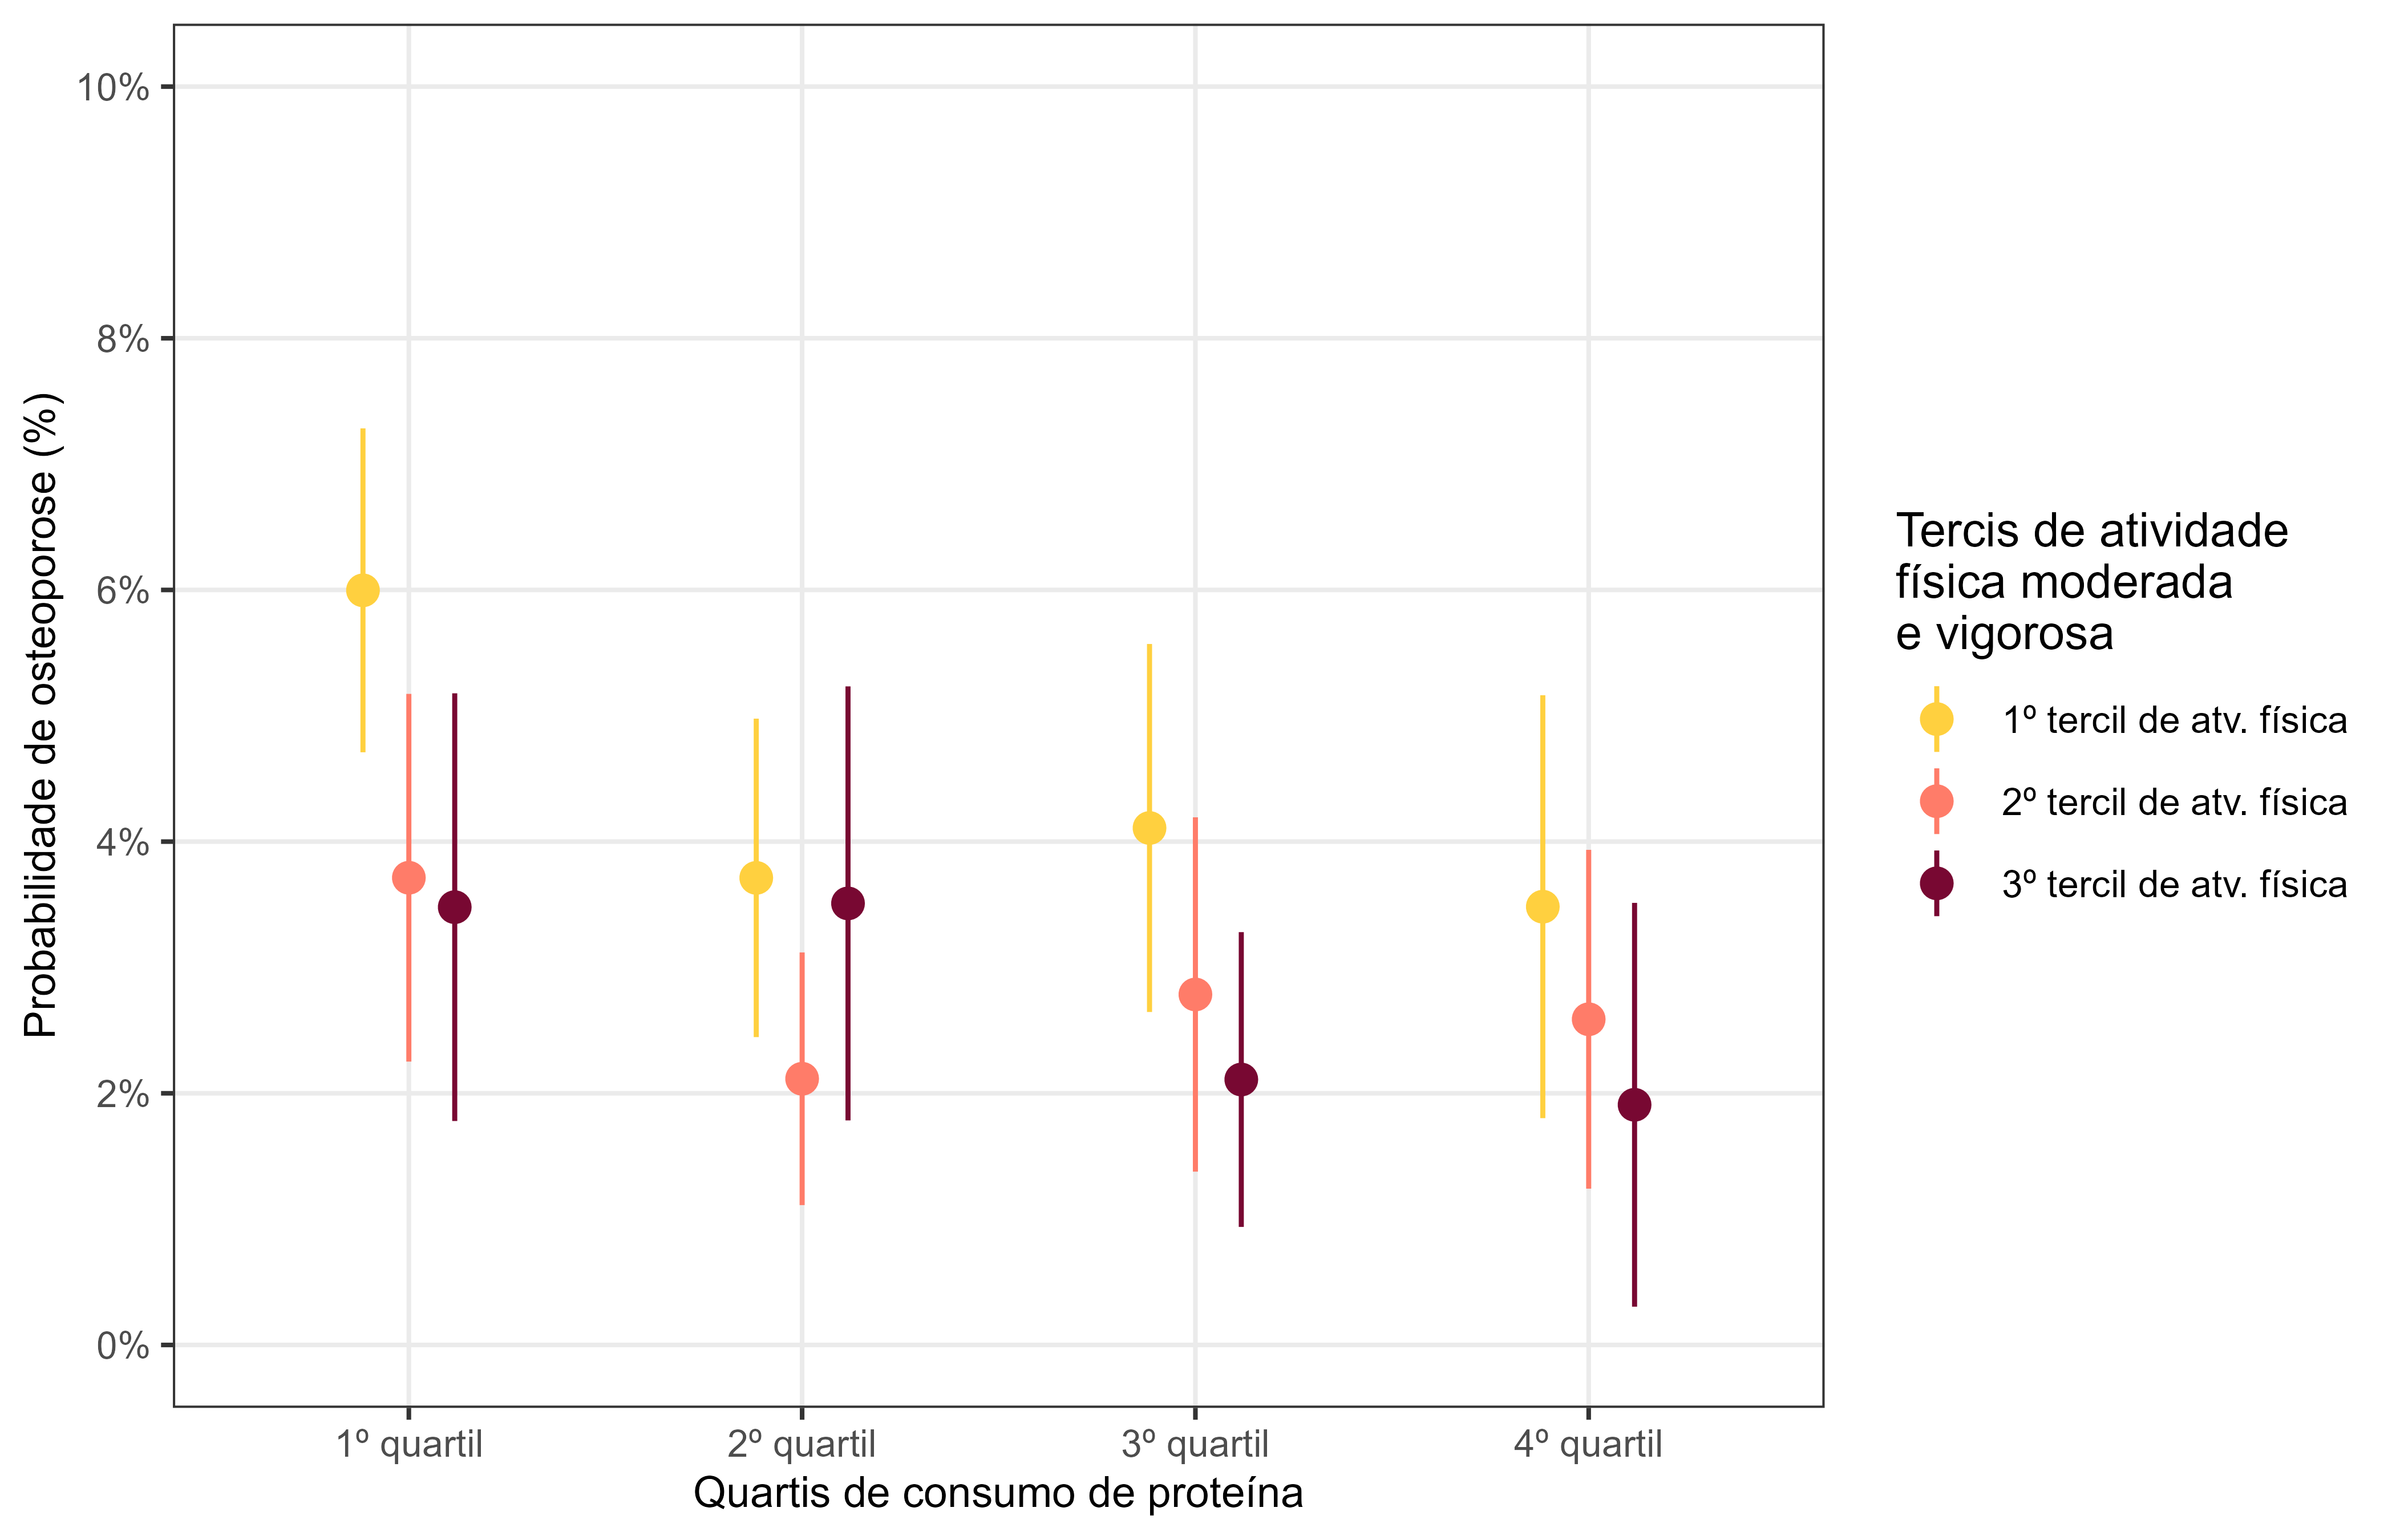 Probabilidade de osteoporose (%)
10%
8%
6%
4%
2%
0%
1º quartil
2º quartil
3º quartil
4º quartil
Quartis de consumo de proteína
Tercis de atividade
física moderada
e vigorosa
1º tercil de atv. física
2º tercil de atv. física
3º tercil de atv. física